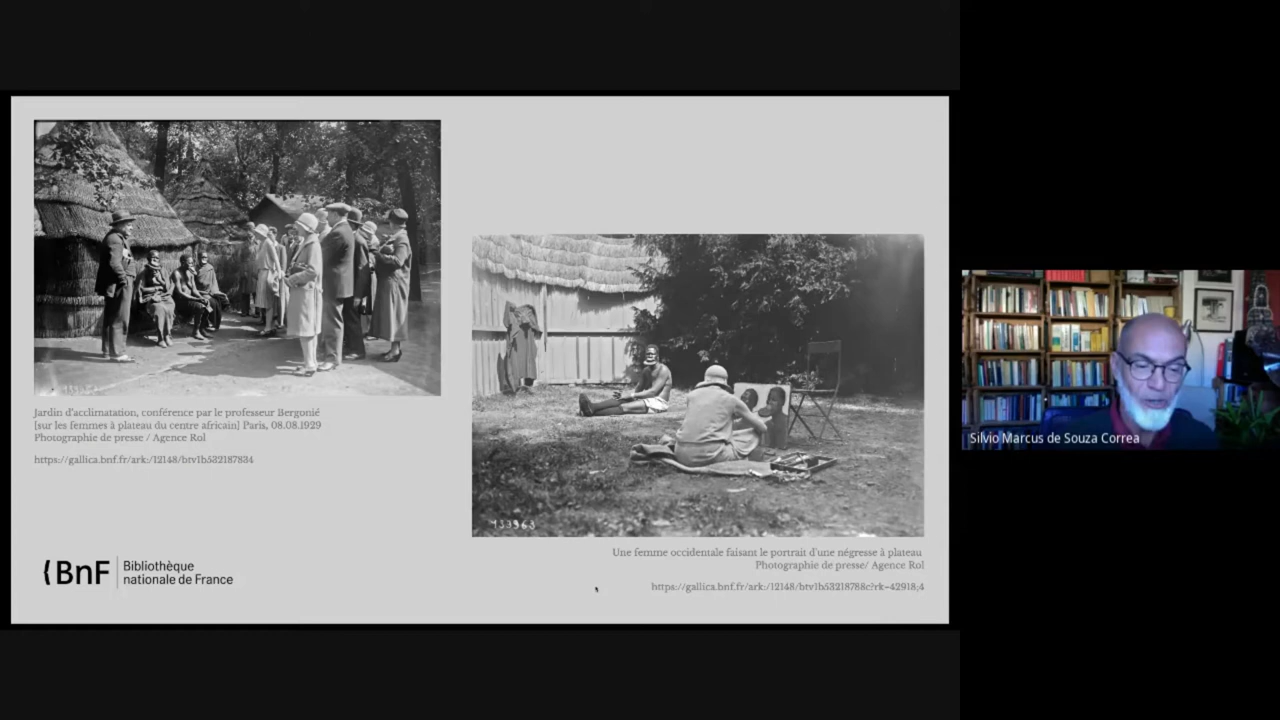 Jardin d'acclimatation, conférence par le professeur Bergonié
[sur les femmes à plateau du centre africain] Paris, 08.08.1929
Photographie de presse / Agence Rol
https://gallica.bnf.fr/ark:/12148/btv1b532187834
BnF Bibliothèque
nationale de France
133963
Une femme occidentale faisant le portrait d'une négresse à plateau
Photographie de presse/ Agence Rol
https://gallica.bnf.fr/ark:/12148/btv1b53218788c?rk=42918;4
Silvio Marcus de Souza Correa